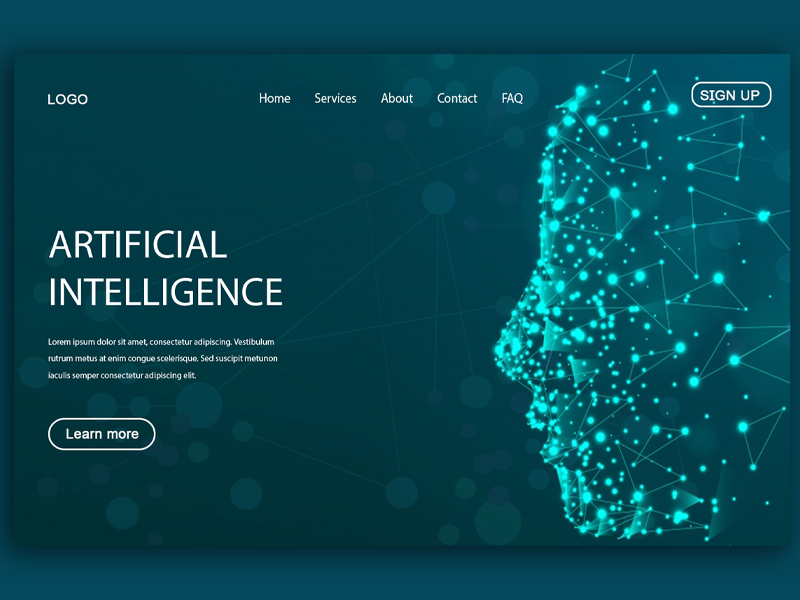 LOGO
Home Services About Contact FAQ
SIGN UP
ARTIFICIAL
INTELLIGENCE
Lorem ipsum dolor sit amet, consectetur adipiscing. Vestibulum
rutrum metus at enim congue scelerisque. Sed suscipit metunon
iaculis semper consectetur adipiscing elit.
Learn more